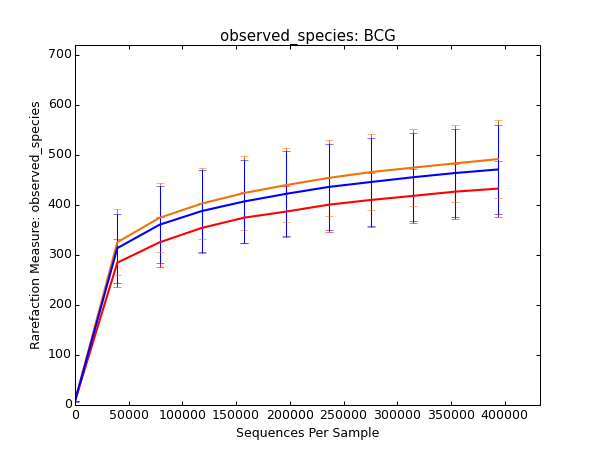 observed_species: BCG
Rarefaction Measure: observed_species
700
600
500
400
300
200
100
0
0 50000 100000 150000 200000 250000 300000 350000 400000
Sequences Per Sample